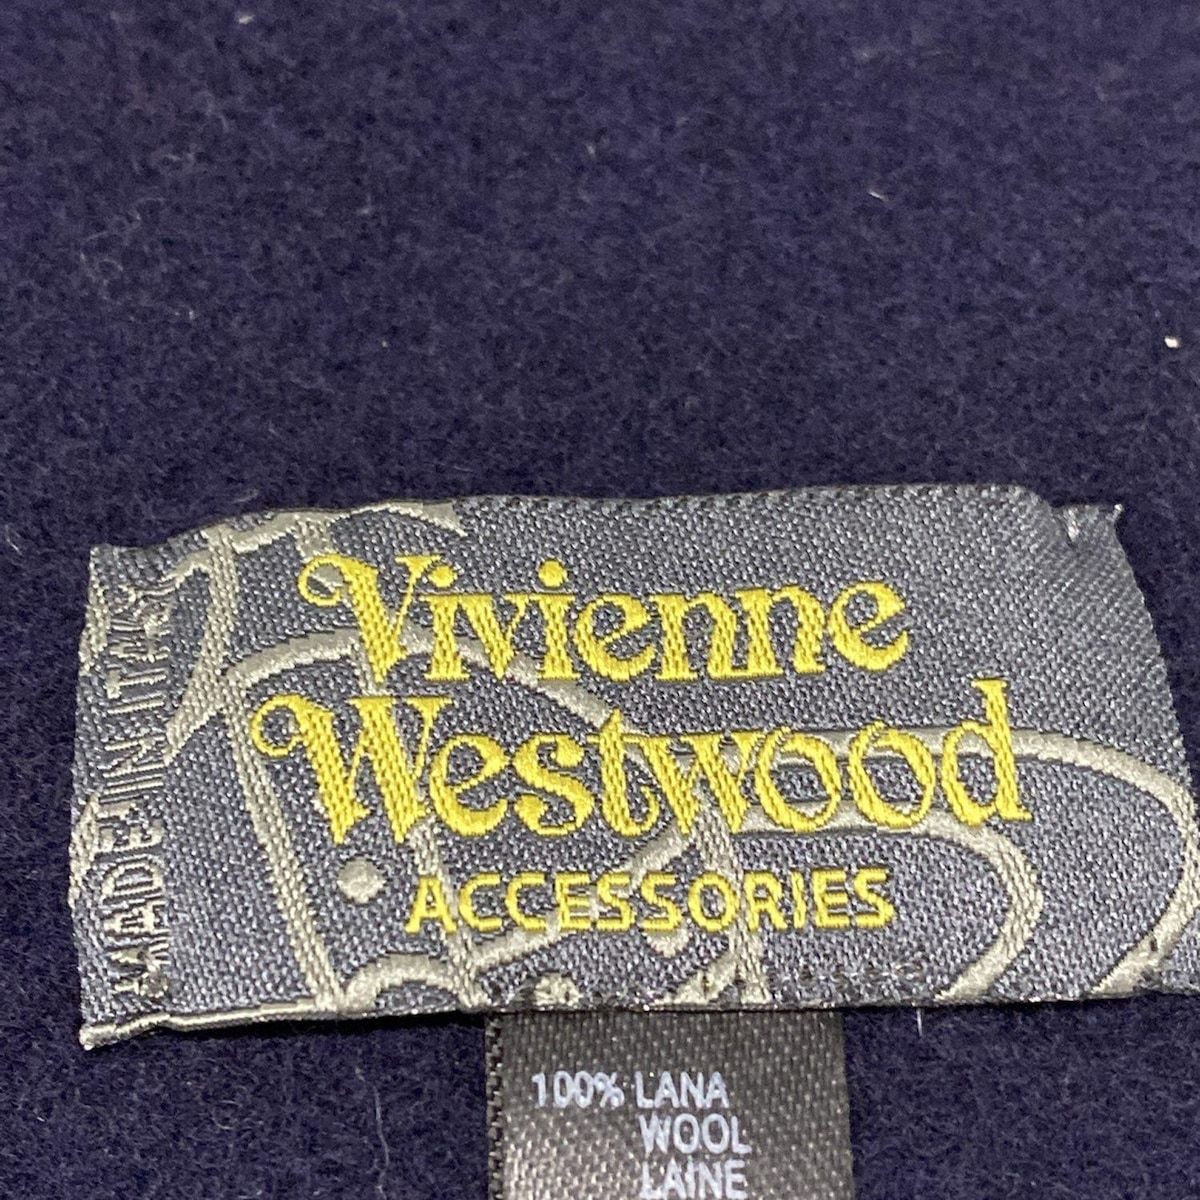 Vivienne
Westwood
ACCESSORIES
MADE IN ITALY
100% LANA
WOOL
LAINE